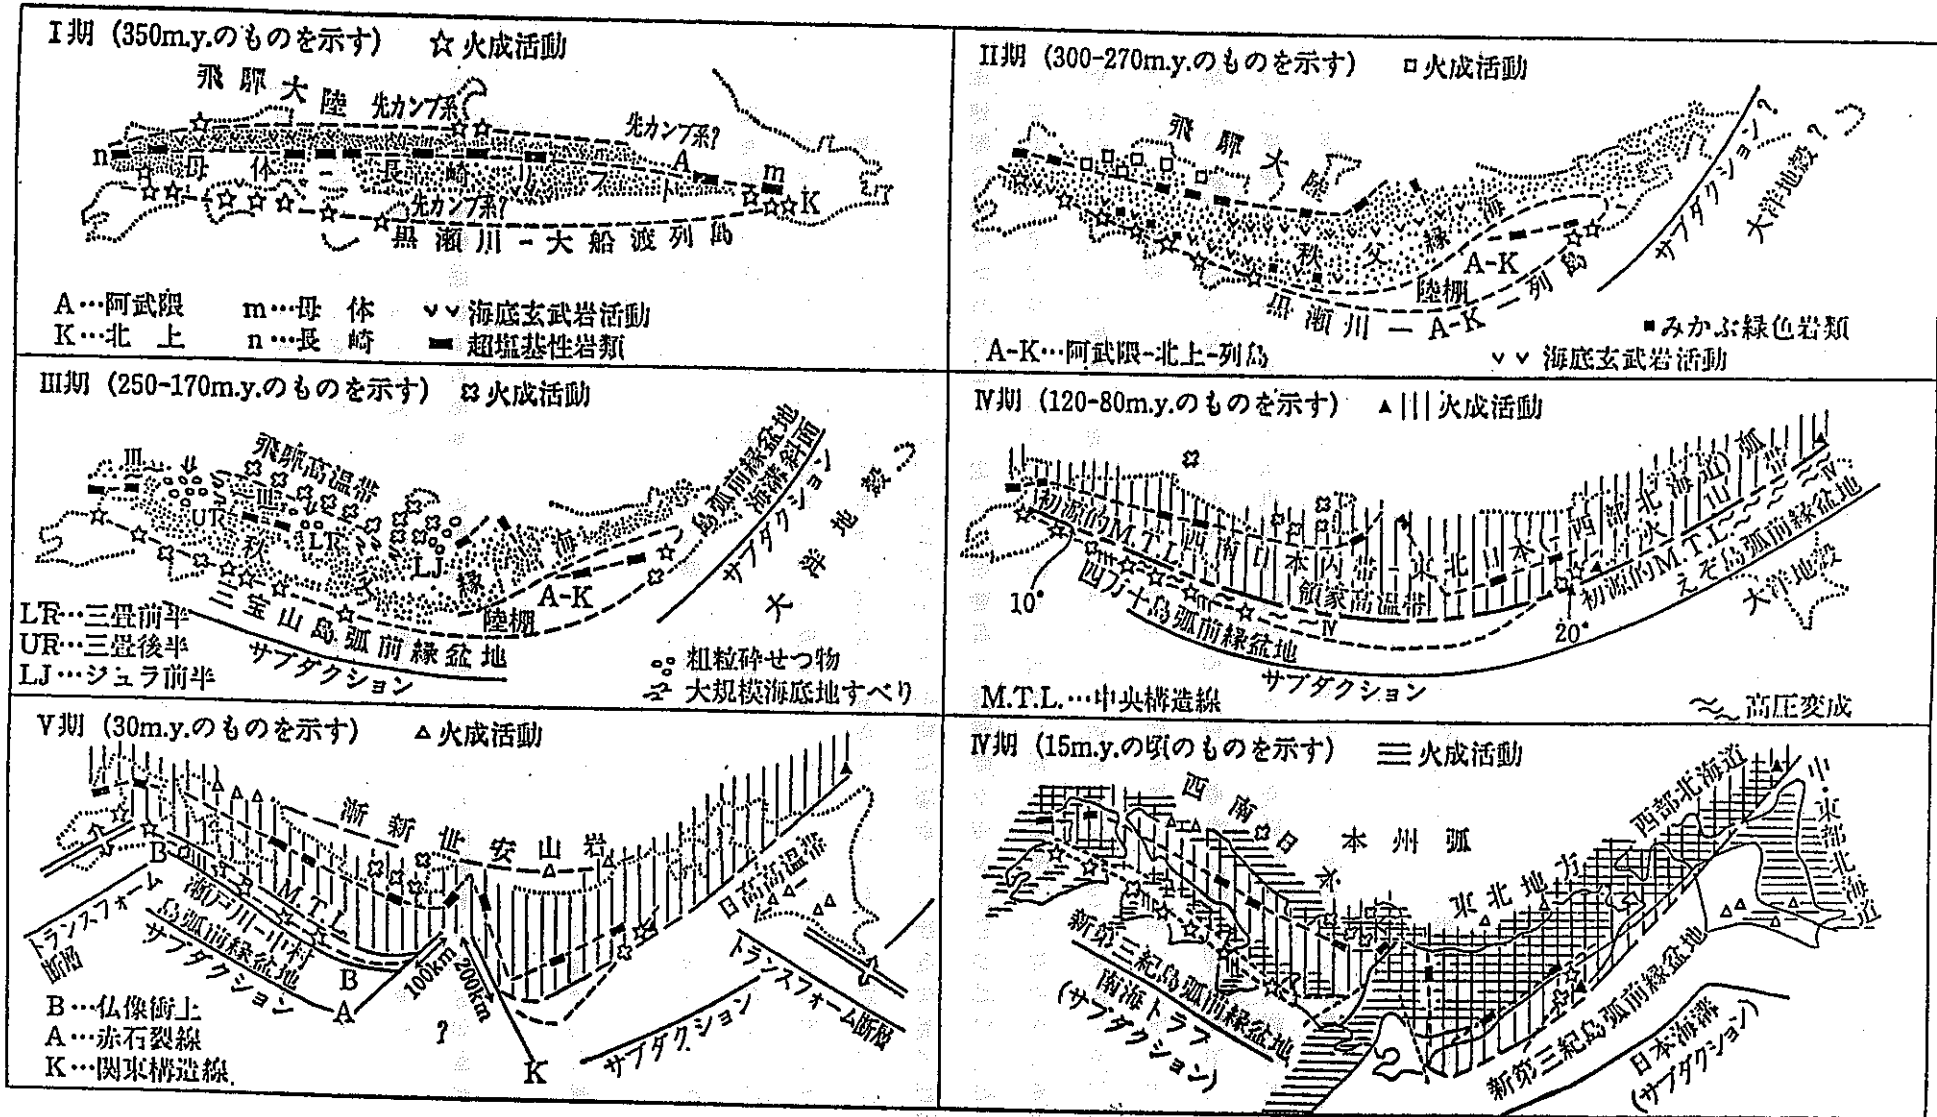 I期 (350m.y.のものを示す) ☆火成活動
飛騨大陸
先カンブ系?
先カンブ系?
n 母体-長崎リフト A m
K
先カンブ系?
黒瀬川-大船渡列島
A…阿武隈 m…母体 vv海底玄武岩活動
K…北上 n…長崎 超塩基性岩類
II期 (300-270m.y.のものを示す) □火成活動
飛騨大陸
秩父縁海
A-K
陸棚
黒瀬川-A-K-列島
サブダクション?
大洋地殻?
A-K…阿武隈-北上-列島
■みかぶ緑色岩類
vv 海底玄武岩活動
III期 (250-170m.y.のものを示す) 火成活動
III
飛騨高温帯
III
UR
LR
LJ
秩父縁海
A-K
陸棚
三宝山島弧前縁盆地
サブダクション
島弧前縁盆地
海溝斜面
サブダクション
大洋地殻
LR…三畳前半
UR…三畳後半
LJ…ジュラ前半
粗粒砕せつ物
大規模海底地すべり
IV期 (120-80m.y.のものを示す) ▲|||火成活動
初源的M.T.L.
西南日本内帯-東北日本(-西部北海道)弧
領家高温帯
火山帯
IV
IV
初源的M.T.L.
四万十島弧前縁盆地
サブダクション
えぞ島弧前縁盆地
大洋地殻
10°
20°
M.T.L.…中央構造線
高圧変成
V期 (30m.y.のものを示す) △火成活動
漸新世安山岩
B
M.T.L.
瀬戸川-中村
島弧前縁盆地
サブダクション
トランスフォーム
断層
B
A
100km
200km
?
K
日高高温帯
トランスフォーム断層
サブダクション
B…仏像衝上
A…赤石裂線
K…関東構造線
IV期 (15m.y.の頃のものを示す) 火成活動
西南日本
本州弧
東北地方
西部北海道
中・東部北海道
新第三紀島弧前縁盆地
南海トラフ
(サブダクション)
新第三紀島弧前縁盆地
日本海溝
(サブダクション)